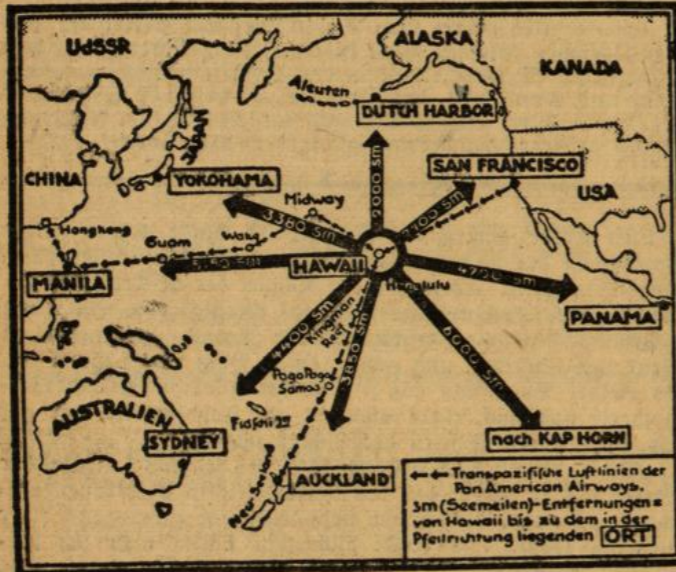 UdSSR
ALASKA
KANADA
Aleuten
DUTCH HARBOR
JAPAN
SAN FRANCISCO
CHINA
YOKOHAMA
2000 sm
2100 sm
USA
Midway
3380 sm
Hongkong
Guam
Wake
MANILA
HAWAII
Honolulu
4700 sm
PANAMA
Kingman
Reef
4400 sm
3850 sm
6000 sm
Pago Pago
Samoa
AUSTRALIEN
Fidschi
SYDNEY
nach KAP HORN
AUCKLAND
Neu-Seeland
Transpazifische Luftlinien der
Pan American Airways.
sm (Seemeilen)-Entfernungen=
von Hawaii bis zu dem in der
Pfeilrichtung liegenden ORT